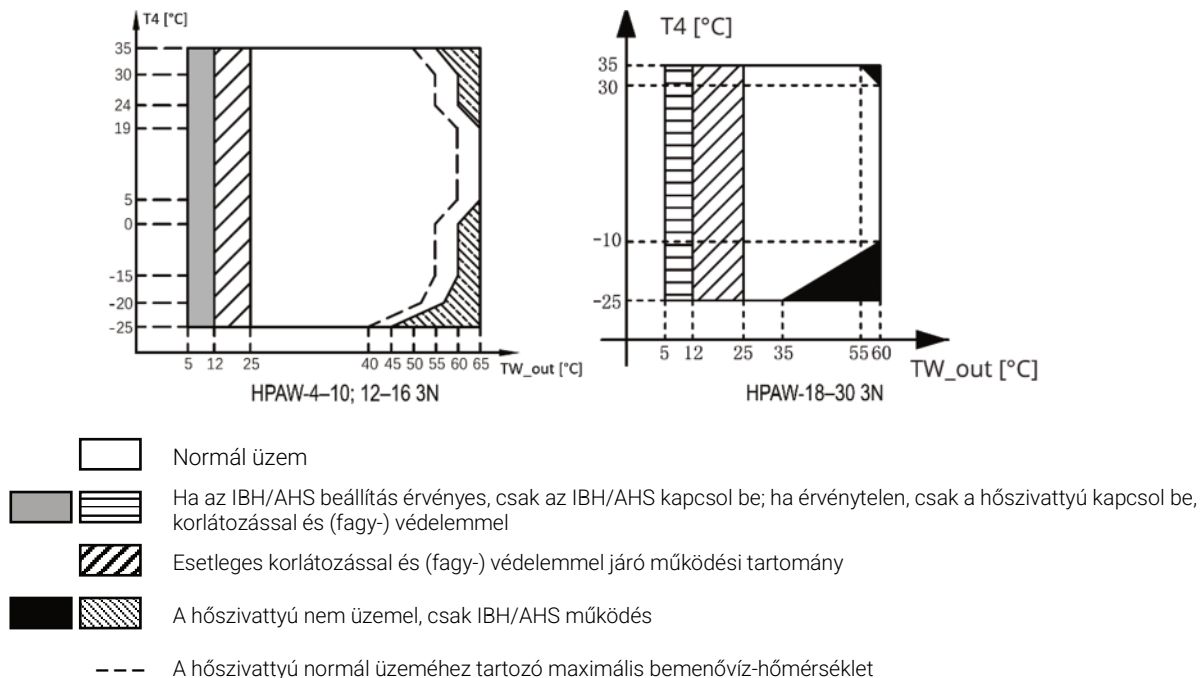 T4 [°C]
35
30
24
19
5
0
-15
-20
-25
5 12 25 40 45 50 55 60 65
TW_out [°C]
HPAW-4–10; 12–16 3N
T4 [°C]
35
30
-10
-25
5 12 25 35 55 60
TW_out [°C]
HPAW-18–30 3N
Normál üzem
Ha az IBH/AHS beállítás érvényes, csak az IBH/AHS kapcsol be; ha érvénytelen, csak a hőszivattyú kapcsol be,
korlátozással és (fagy-) védelemmel
Esetleges korlátozással és (fagy-) védelemmel járó működési tartomány
A hőszivattyú nem üzemel, csak IBH/AHS működés
A hőszivattyú normál üzeméhez tartozó maximális bemenővíz-hőmérséklet